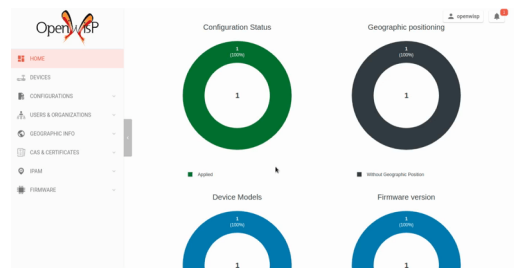 OpenWISP
openwisp
1
HOME
DEVICES
CONFIGURATIONS
USERS & ORGANIZATIONS
GEOGRAPHIC INFO
CAS & CERTIFICATES
IPAM
FIRMWARE
Configuration Status
1
(100%)
1
Applied
Geographic positioning
1
(100%)
1
Without Geographic Position
Device Models
1
(100%)
1
Firmware version
1
(100%)
1